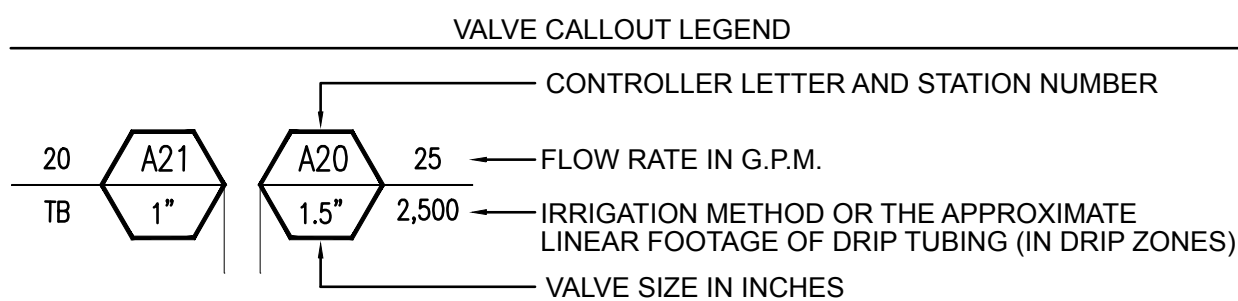 VALVE CALLOUT LEGEND
CONTROLLER LETTER AND STATION NUMBER
20 A21 A20 25 FLOW RATE IN G.P.M.
TB 1” 1.5” 2,500 IRRIGATION METHOD OR THE APPROXIMATE
LINEAR FOOTAGE OF DRIP TUBING (IN DRIP ZONES)
VALVE SIZE IN INCHES